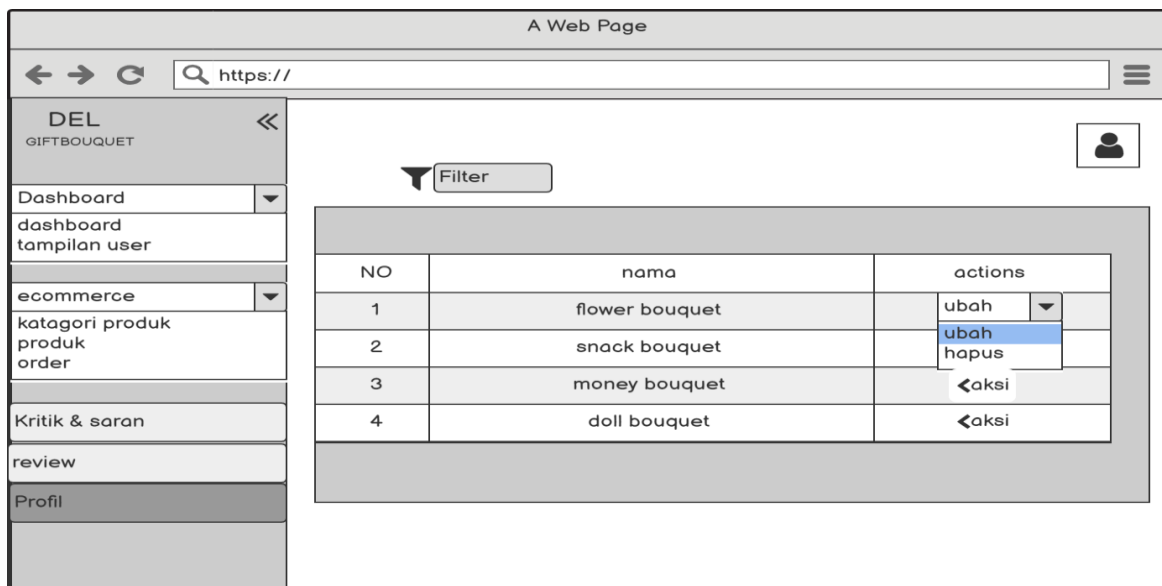 A Web Page
https://
DEL
GIFTBOUQUET
Dashboard
dashboard
tampilan user
ecommerce
katagori produk
produk
order
Kritik & saran
review
Profil
Filter
NO nama actions
1 flower bouquet ubah
ubah
2 snack bouquet
hapus
3 money bouquet aksi
4 doll bouquet aksi